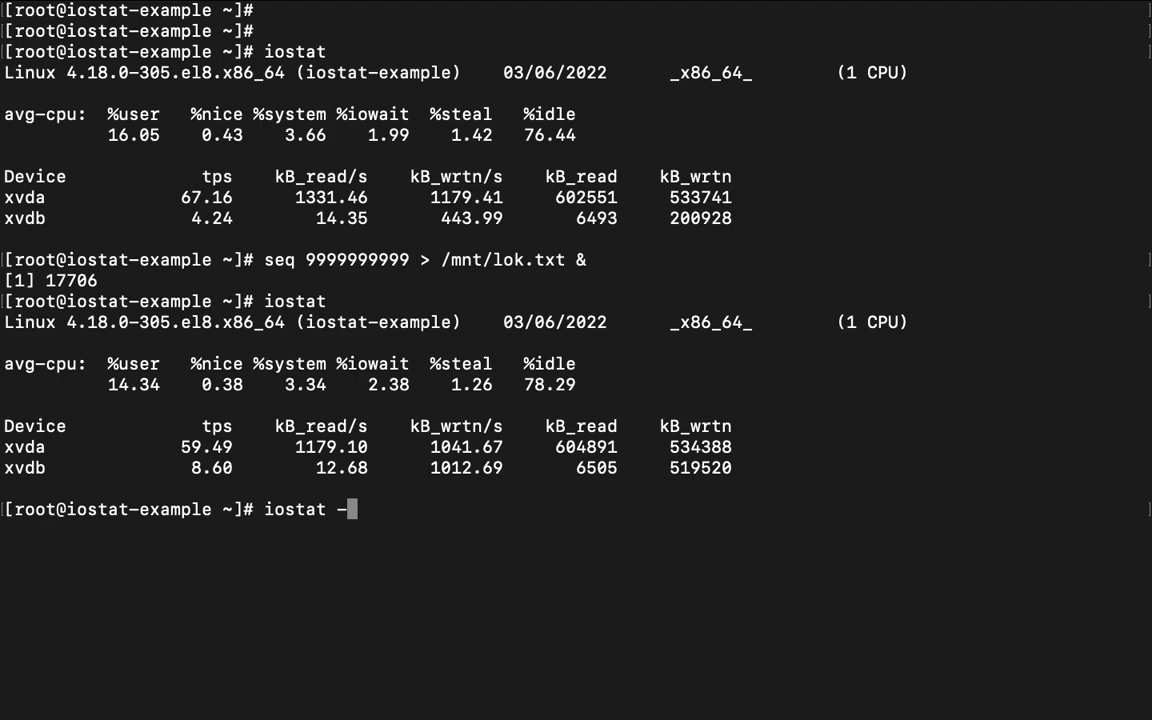 [root@iostat-example ~]#
[root@iostat-example ~]#
[root@iostat-example ~]# iostat
Linux 4.18.0-305.el8.x86_64 (iostat-example)    03/06/2022      _x86_64_        (1 CPU)
avg-cpu:  %user   %nice %system %iowait  %steal   %idle
          16.05    0.43    3.66    1.99    1.42   76.44
Device             tps    kB_read/s    kB_wrtn/s    kB_read    kB_wrtn
xvda             67.16      1331.46      1179.41     602551     533741
xvdb              4.24        14.35       443.99       6493     200928
[root@iostat-example ~]# seq 9999999999 > /mnt/lok.txt &
[1] 17706
[root@iostat-example ~]# iostat
Linux 4.18.0-305.el8.x86_64 (iostat-example)    03/06/2022      _x86_64_        (1 CPU)
avg-cpu:  %user   %nice %system %iowait  %steal   %idle
          14.34    0.38    3.34    2.38    1.26   78.29
Device             tps    kB_read/s    kB_wrtn/s    kB_read    kB_wrtn
xvda             59.49      1179.10      1041.67     604891     534388
xvdb              8.60        12.68      1012.69       6505     519520
[root@iostat-example ~]# iostat -